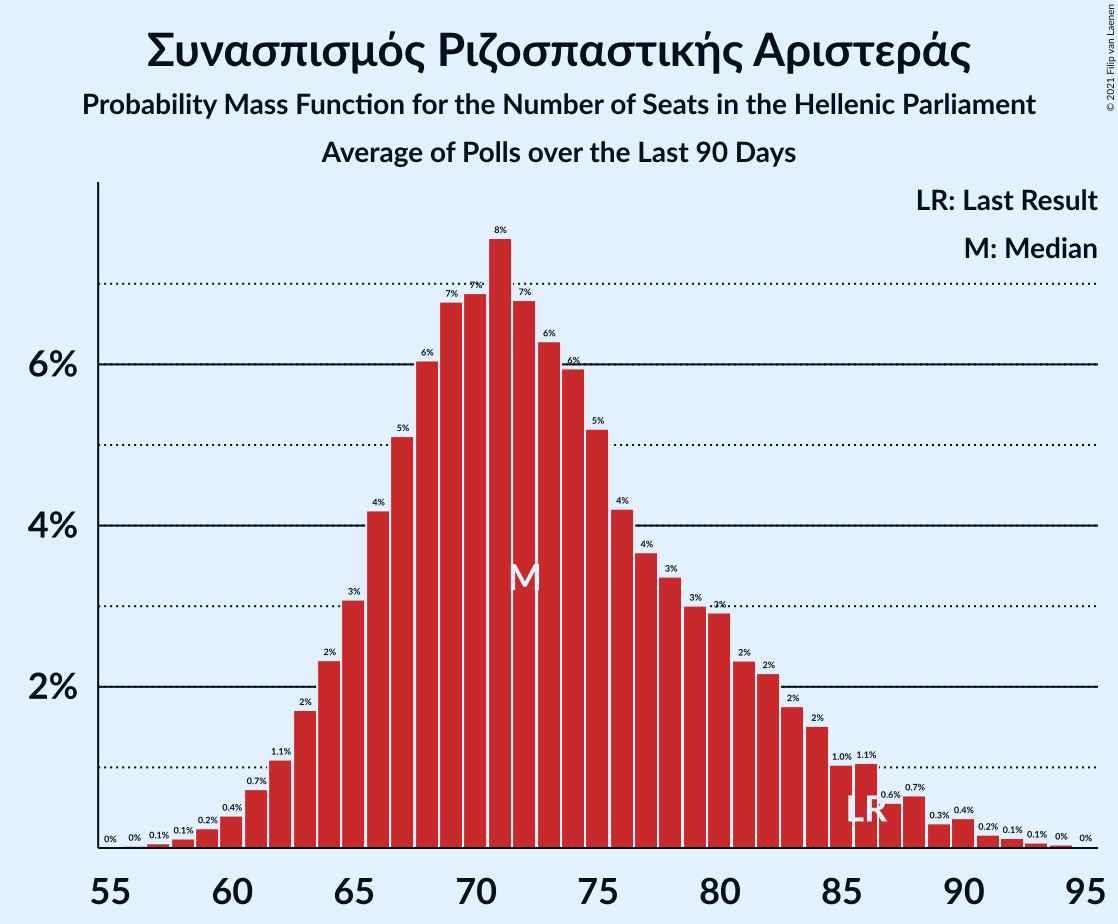 Συνασπισμός Ριζοσπαστικής Αριστεράς
Probability Mass Function for the Number of Seats in the Hellenic Parliament
Average of Polls over the Last 90 Days
© 2021 Filip van Laenen
LR: Last Result
M: Median
6%
4%
2%
0% 0% 0.1% 0.1% 0.2% 0.4% 0.7% 1.1% 2% 2% 3% 4% 5% 6% 7% 7% 8% 7% 6% 6% 5% 4% 4% 3% 3% 3% 2% 2% 2% 2% 1.0% 1.1% 0.6% 0.7% 0.3% 0.4% 0.2% 0.1% 0.1% 0% 0%
M
LR
55 60 65 70 75 80 85 90 95